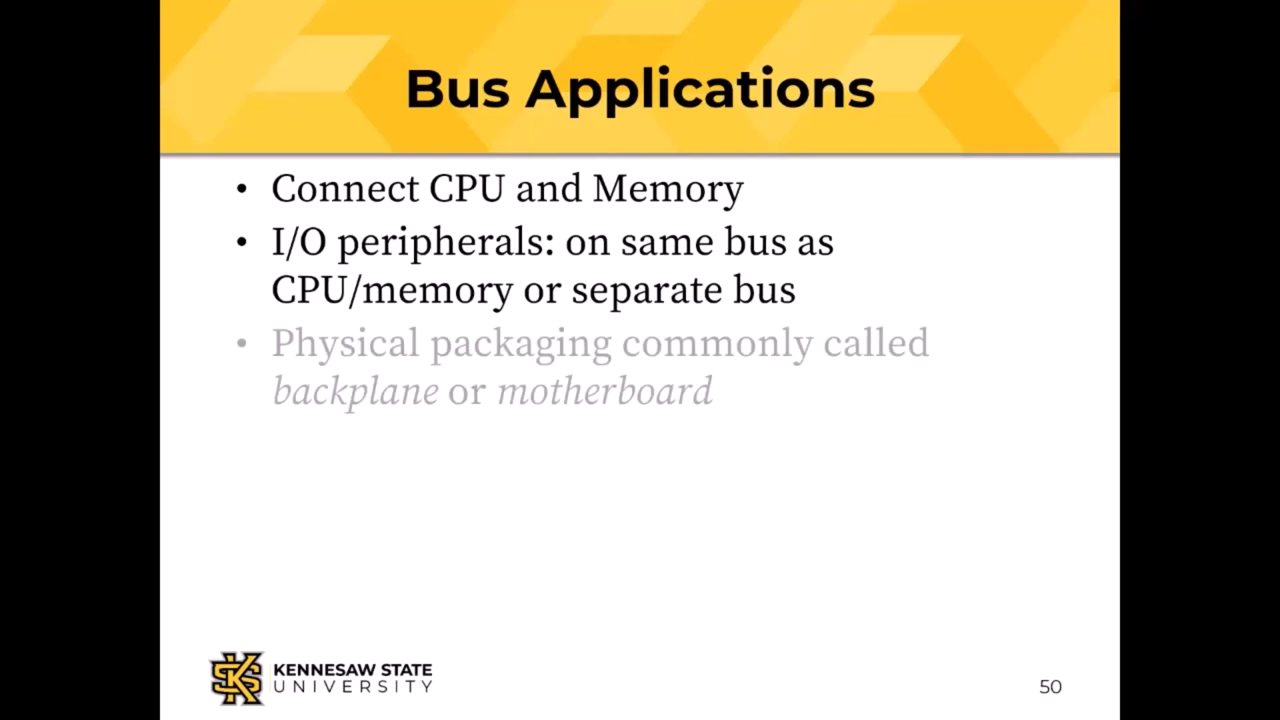 Bus Applications
• Connect CPU and Memory
• I/O peripherals: on same bus as
CPU/memory or separate bus
• Physical packaging commonly called
backplane or motherboard
KENNESAW STATE
UNIVERSITY
50